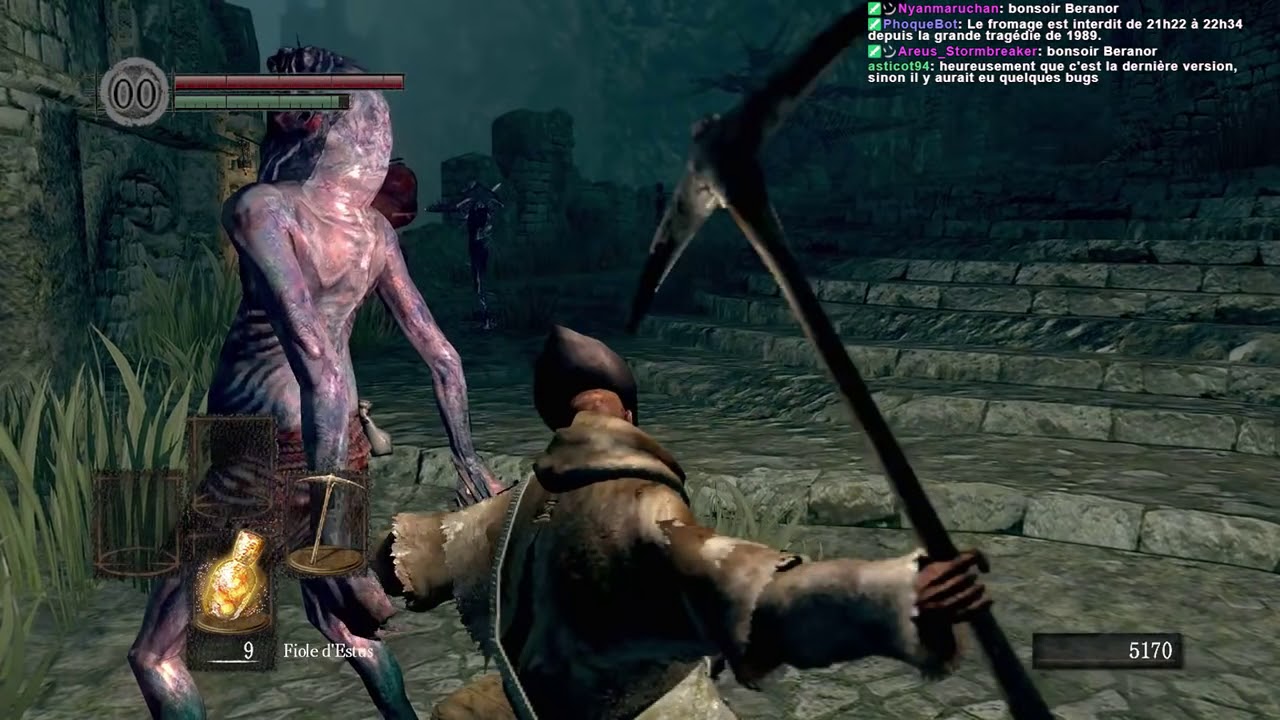 Nyanmaruchan: bonsoir Beranor
PhoqueBot: Le fromage est interdit de 21h22 à 22h34
depuis la grande tragédie de 1989.
Areus_Stormbreaker: bonsoir Beranor
asticot94: heureusement que c'est la dernière version,
sinon il y aurait eu quelques bugs
00
9
Fiole d'Estus
5170